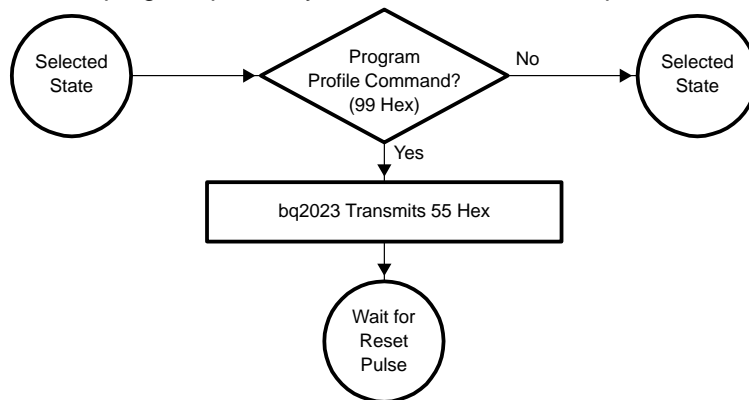 Selected
State
Program
Profile Command?
(99 Hex)
No
Selected
State
Yes
bq2023 Transmits 55 Hex
Wait for
Reset
Pulse